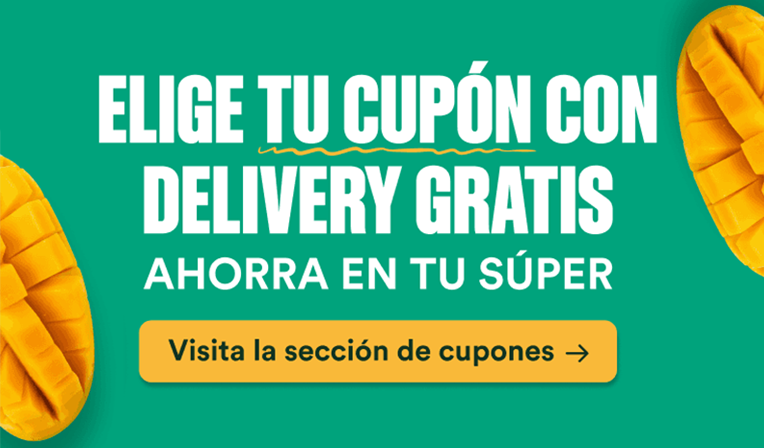 ELIGE TU CUPÓN CON
DELIVERY GRATIS
AHORRA EN TU SÚPER
Visita la sección de cupones →